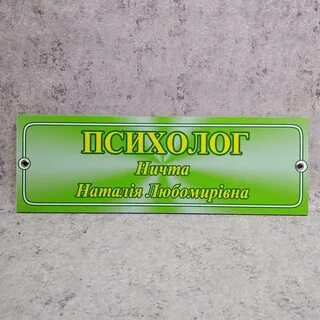 ПСИХОЛОГ
Ничта
Наталія Любомирівна